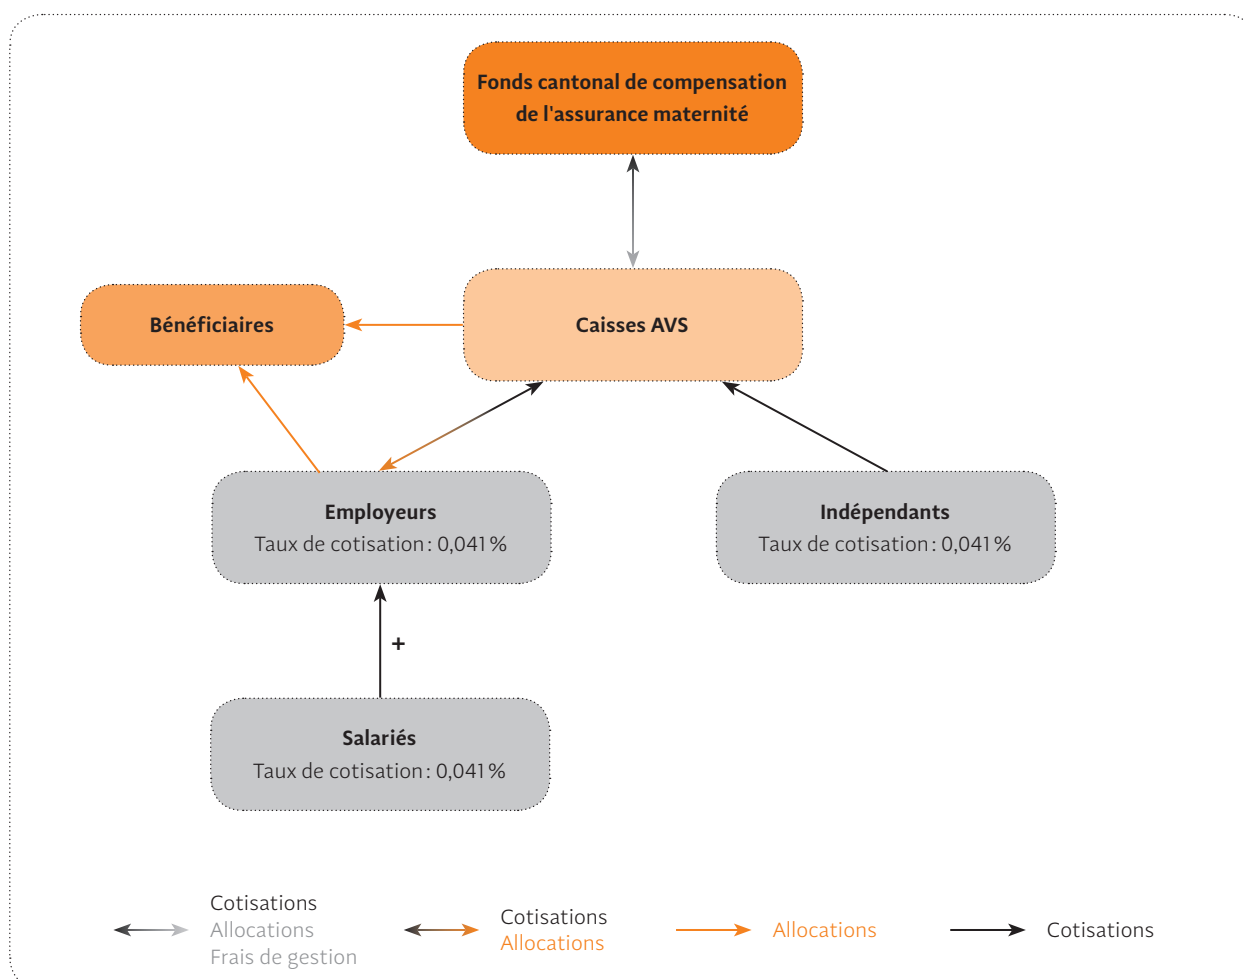 Fonds cantonal de compensation
de l'assurance maternité
Bénéficiaires
Caisses AVS
Employeurs
Taux de cotisation : 0,041 %
Indépendants
Taux de cotisation : 0,041 %
+
Salariés
Taux de cotisation : 0,041 %
Cotisations
Allocations
Frais de gestion
Cotisations
Allocations
Allocations
Cotisations